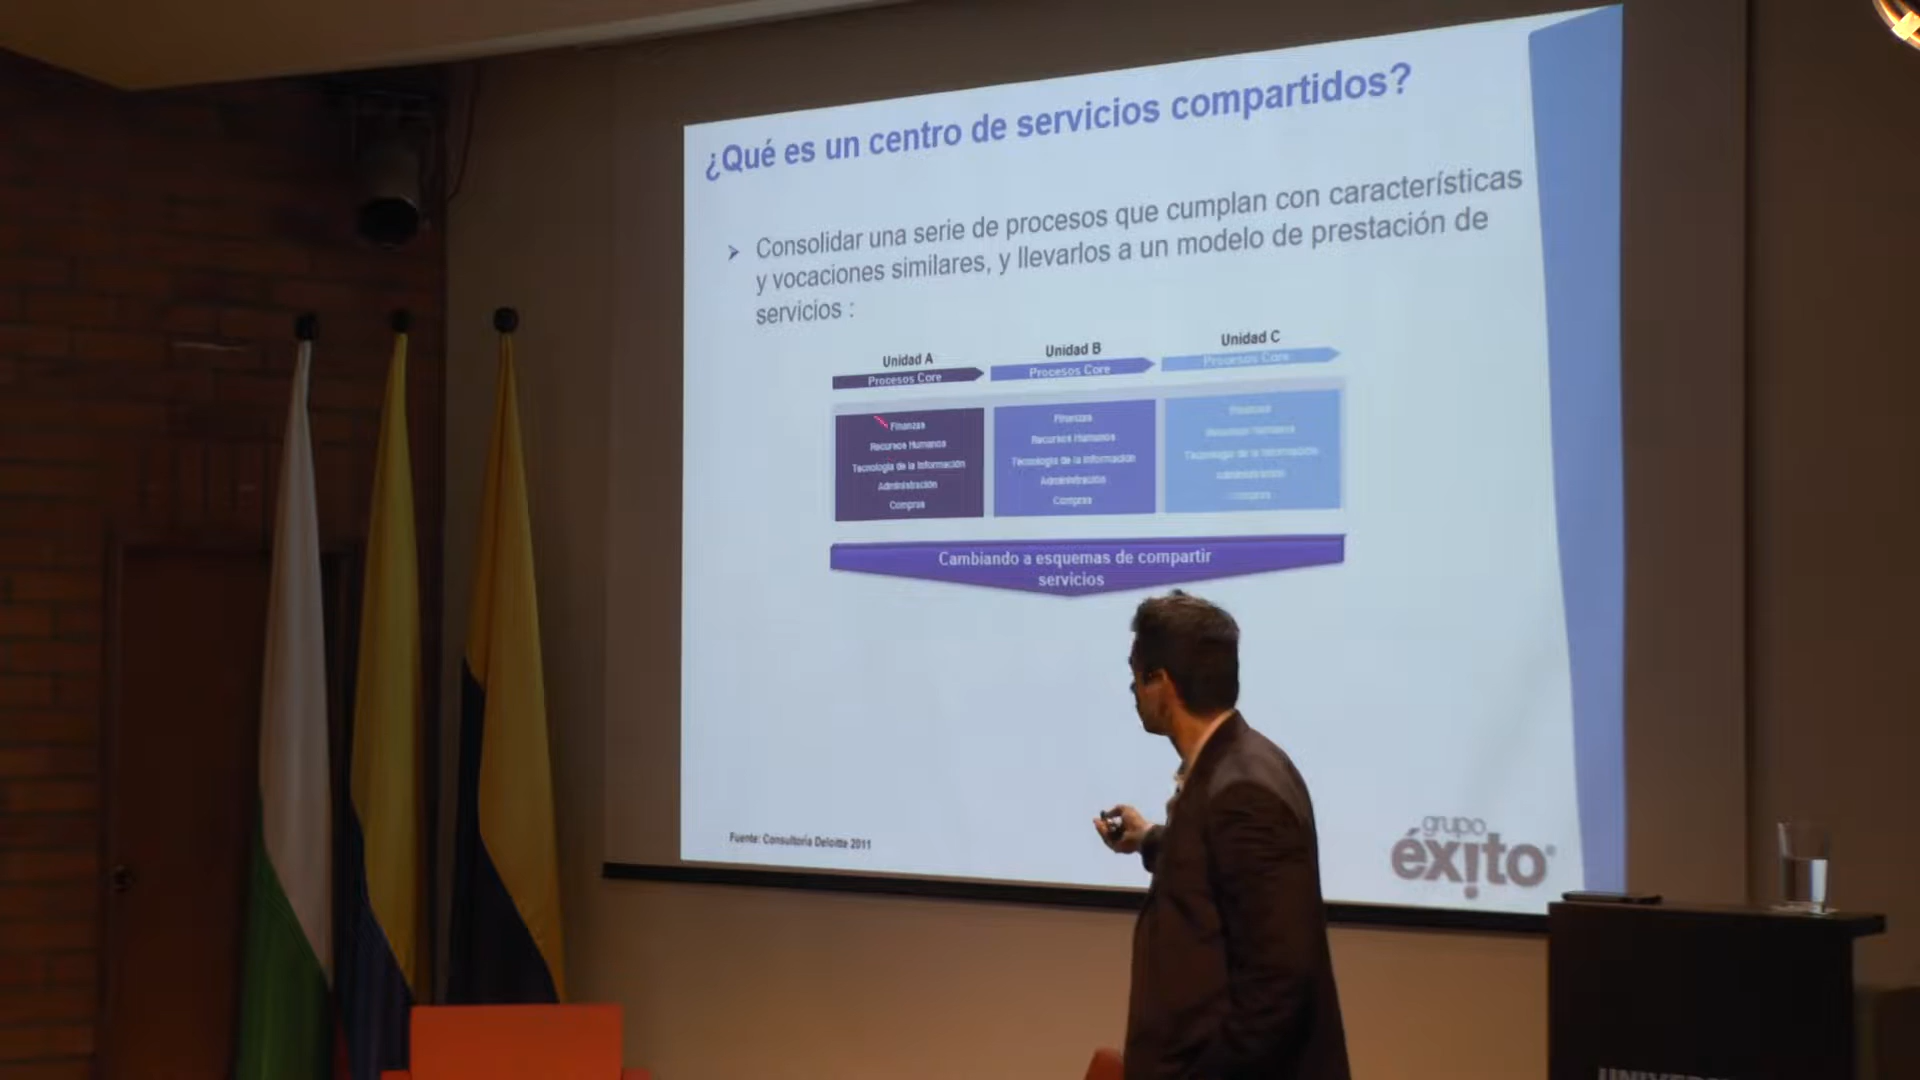 ¿Qué es un centro de servicios compartidos?
➢ Consolidar una serie de procesos que cumplan con características
y vocaciones similares, y llevarlos a un modelo de prestación de
servicios :
Unidad A
Procesos Core
Finanzas
Recursos Humanos
Tecnología de la Información
Administración
Compras
Unidad B
Procesos Core
Finanzas
Recursos Humanos
Tecnología de la Información
Administración
Compras
Unidad C
Procesos Core
Finanzas
Recursos Humanos
Tecnología de la Información
Administración
Compras
Cambiando a esquemas de compartir
servicios
Fuente: Consultoría Deloitte 2011
grupo
éxito